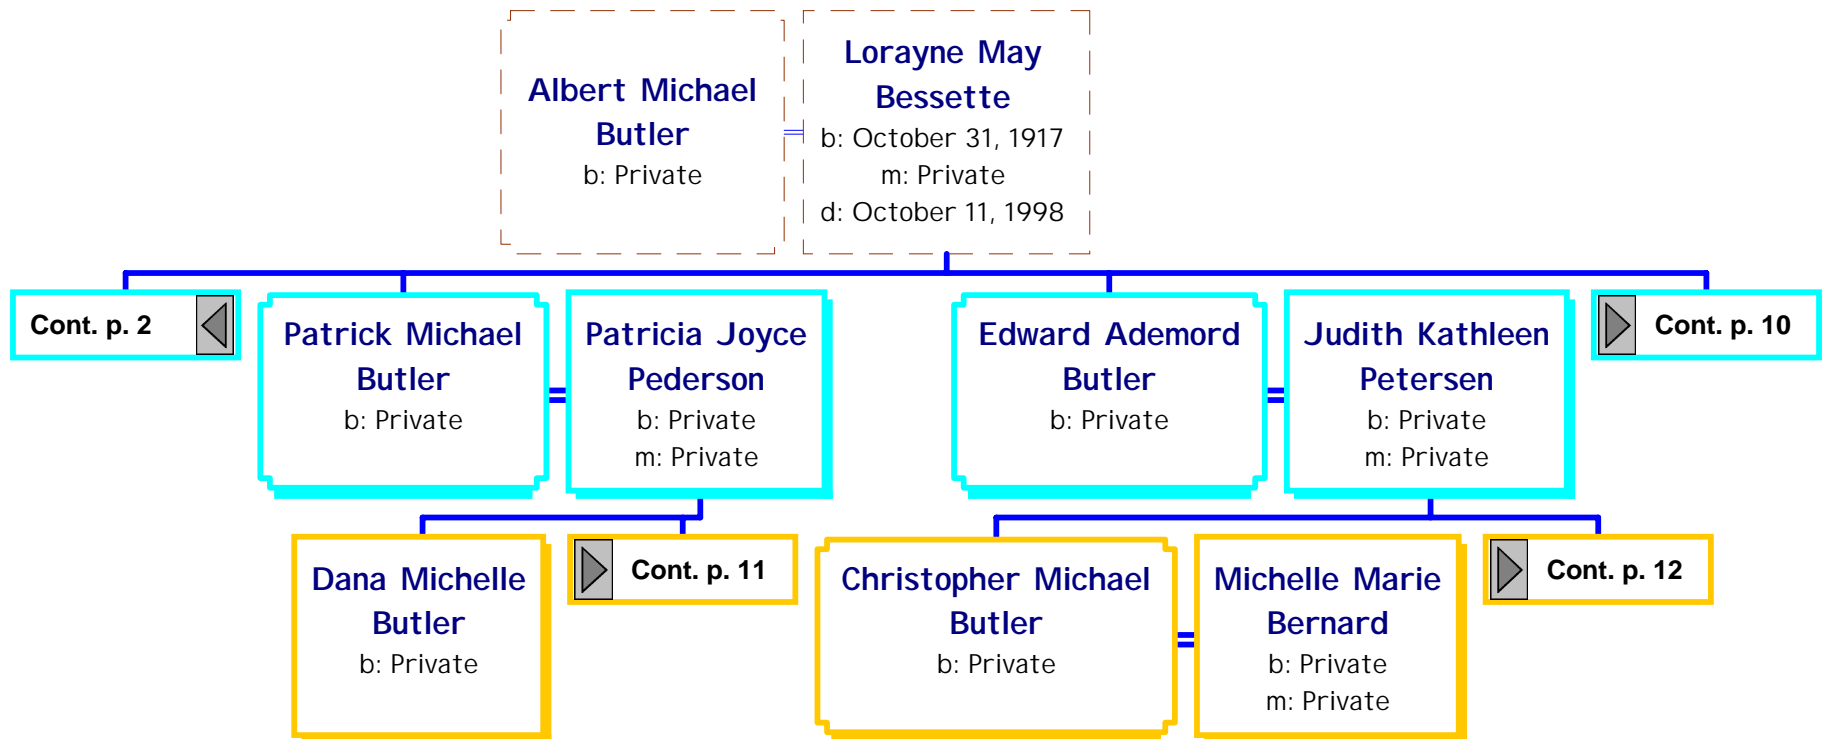 Albert Michael
Butler
b: Private
Lorayne May
Bessette
b: October 31, 1917
m: Private
d: October 11, 1998
Cont. p. 2
Patrick Michael
Butler
b: Private
Patricia Joyce
Pederson
b: Private
m: Private
Edward Ademord
Butler
b: Private
Judith Kathleen
Petersen
b: Private
m: Private
Cont. p. 10
Dana Michelle
Butler
b: Private
Cont. p. 11
Christopher Michael
Butler
b: Private
Michelle Marie
Bernard
b: Private
m: Private
Cont. p. 12